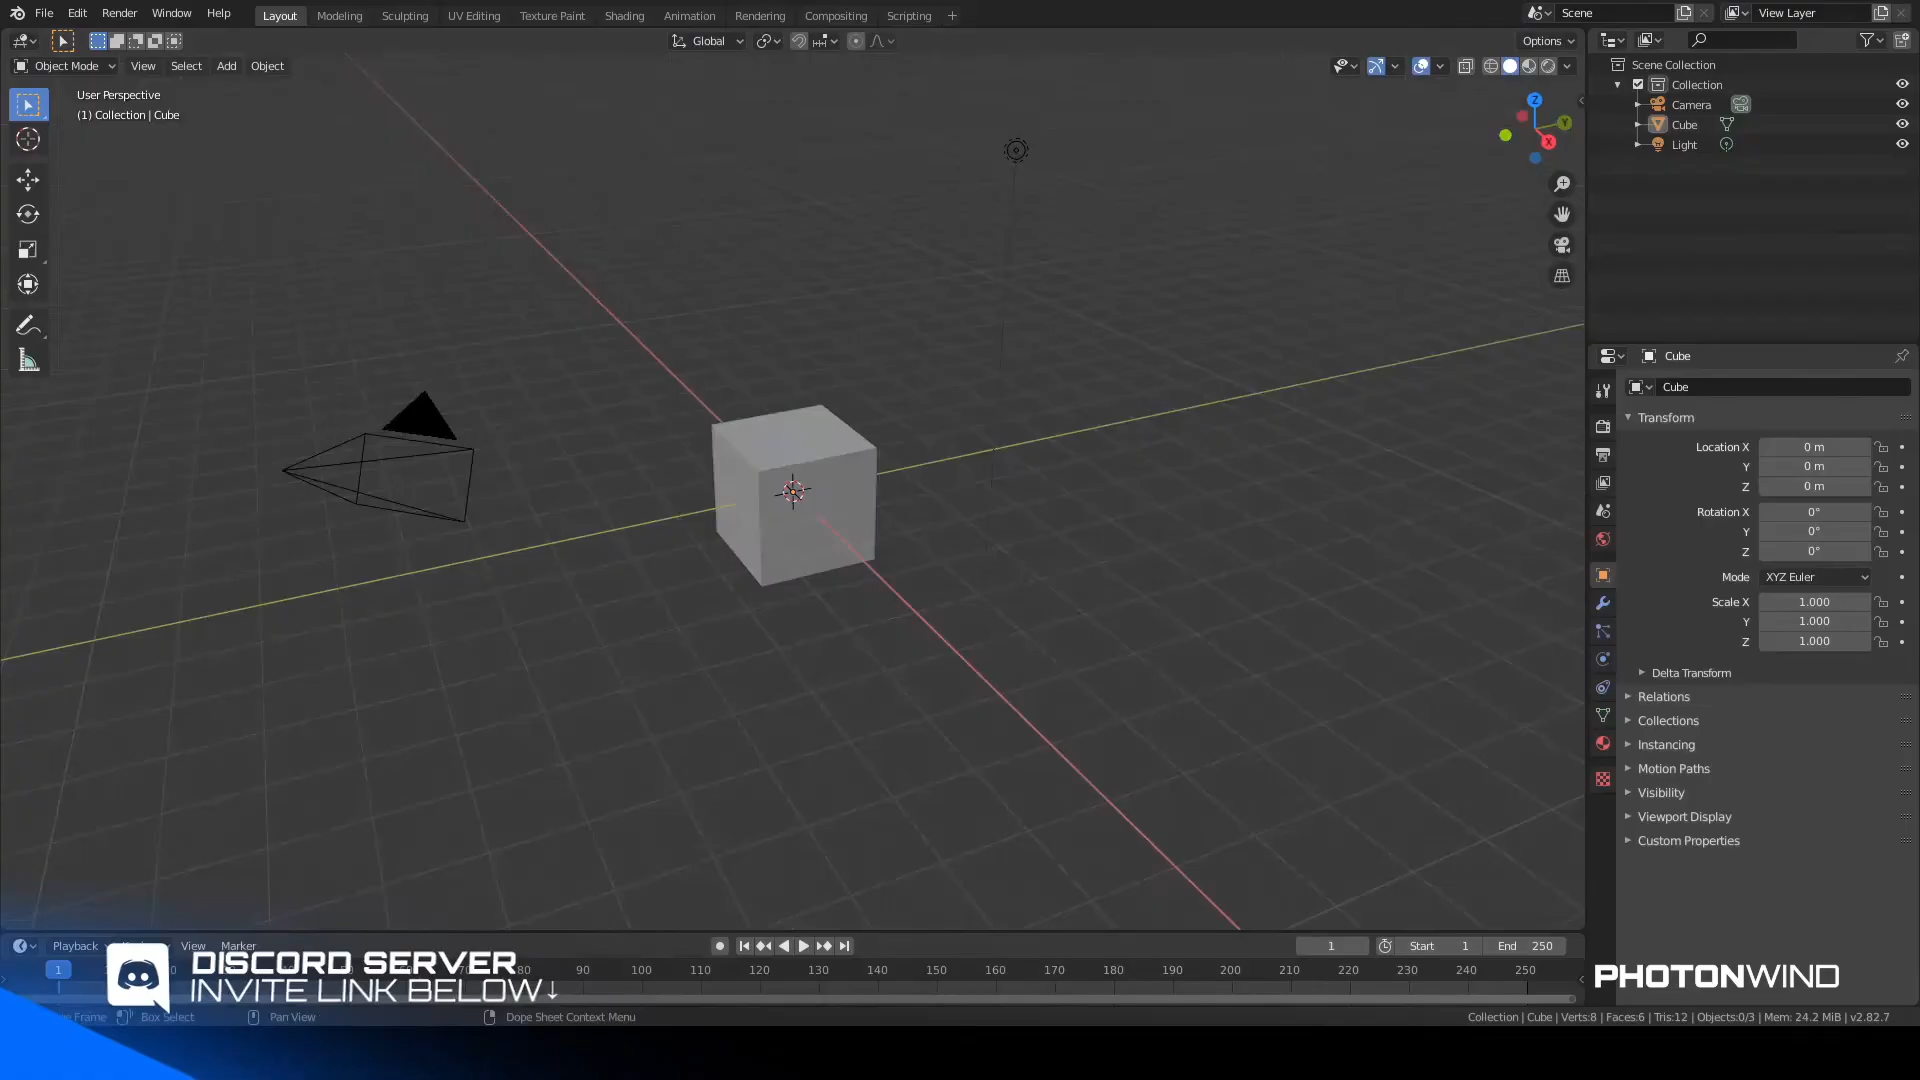 File Edit Render Window Help
Layout Modeling Sculpting UV Editing Texture Paint Shading Animation Rendering Compositing Scripting +
Scene
View Layer
Global
Options
Object Mode View Select Add Object
User Perspective
(1) Collection | Cube
Z
Y
X
Scene Collection
Collection
Camera
Cube
Light
Cube
Cube
Transform
Location X 0 m
Y 0 m
Z 0 m
Rotation X 0°
Y 0°
Z 0°
Mode XYZ Euler
Scale X 1.000
Y 1.000
Z 1.000
Delta Transform
Relations
Collections
Instancing
Motion Paths
Visibility
Viewport Display
Custom Properties
Playback View Marker
1 Start 1 End 250
1 80 90 100 110 120 130 140 150 160 170 180 190 200 210 220 230 240 250
DISCORD SERVER
INVITE LINK BELOW↓
PHOTONWIND
Frame Box Select Pan View Dope Sheet Context Menu
Collection | Cube | Verts:8 | Faces:6 | Tris:12 | Objects:0/3 | Mem: 24.2 MiB | v2.82.7